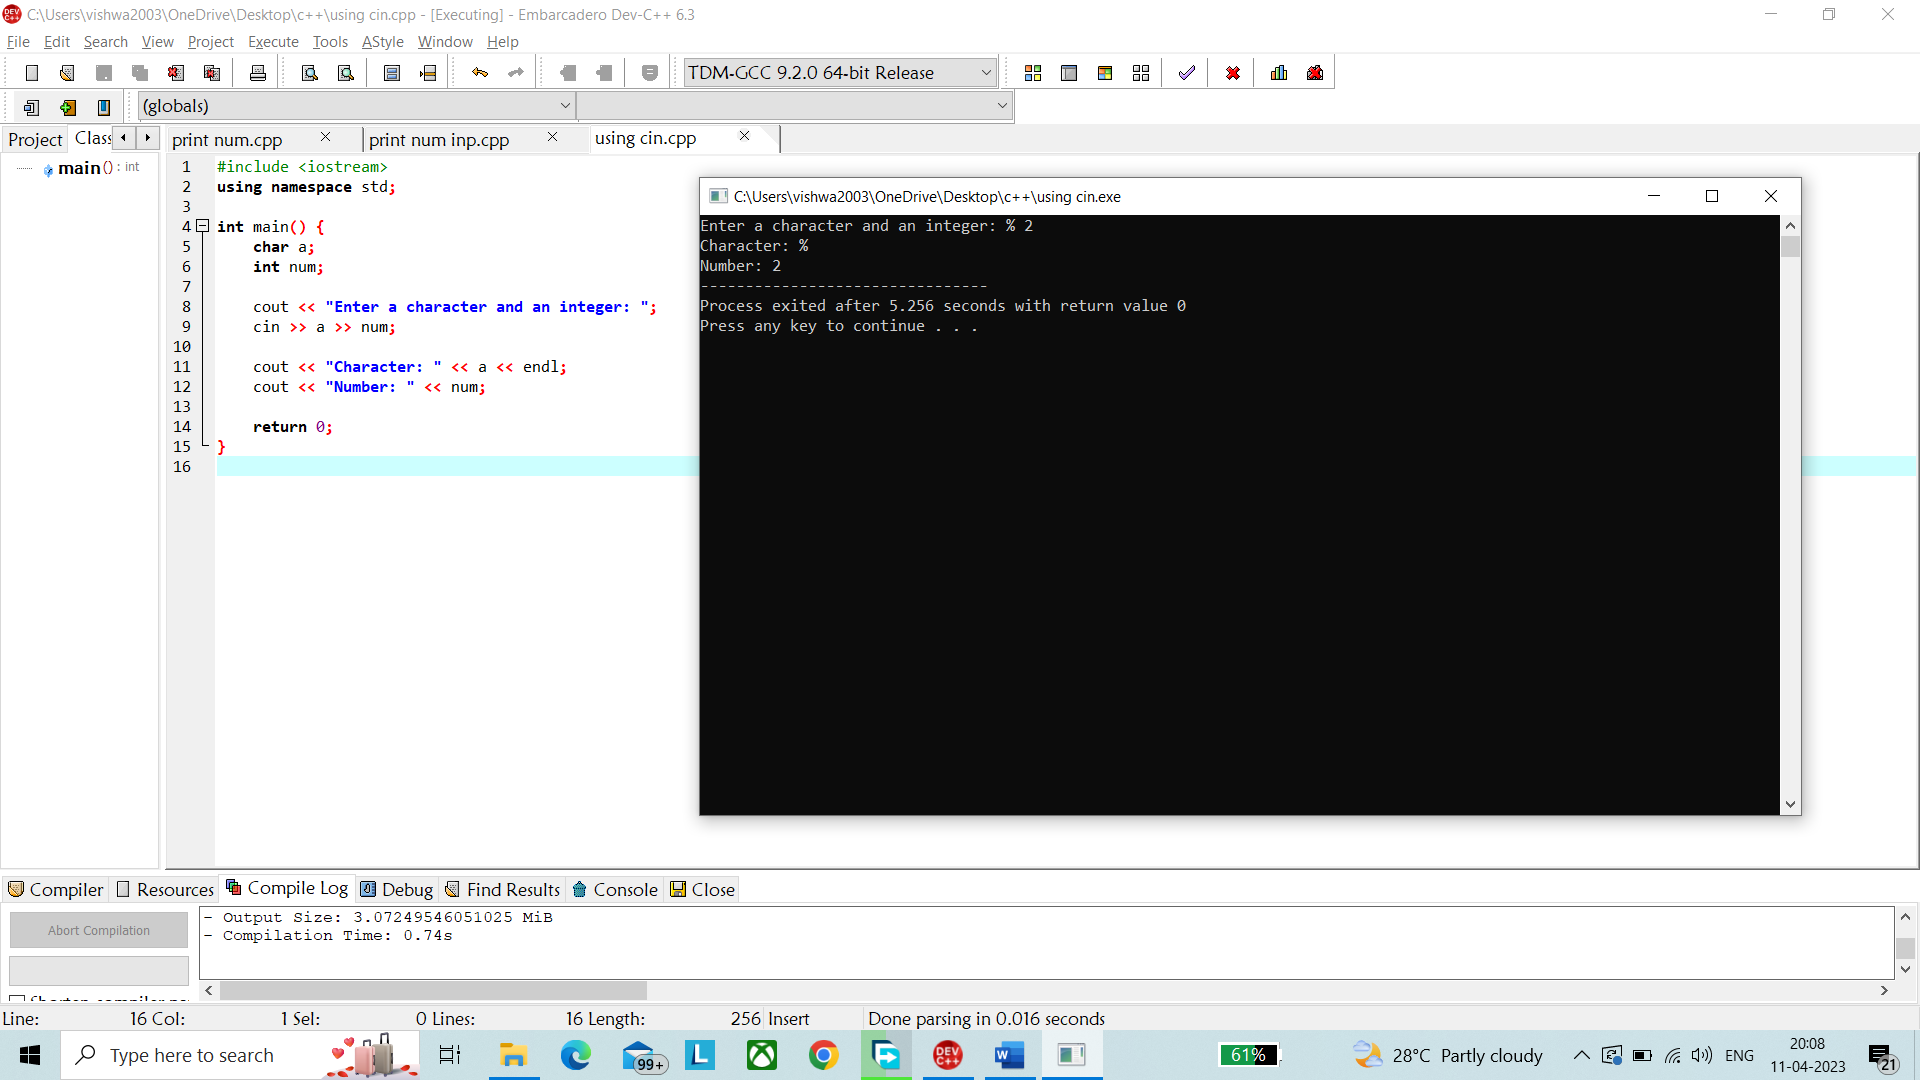 C:\Users\vishwa2003\OneDrive\Desktop\c++\using cin.cpp - [Executing] - Embarcadero Dev-C++ 6.3
File Edit Search View Project Execute Tools AStyle Window Help
TDM-GCC 9.2.0 64-bit Release
(globals)
Project Class print num.cpp print num inp.cpp using cin.cpp
main() : int
1 #include <iostream>
2 using namespace std;
3
4 int main() {
5 char a;
6 int num;
7
8 cout << "Enter a character and an integer: ";
9 cin >> a >> num;
10
11 cout << "Character: " << a << endl;
12 cout << "Number: " << num;
13
14 return 0;
15 }
16
C:\Users\vishwa2003\OneDrive\Desktop\c++\using cin.exe
Enter a character and an integer: % 2
Character: %
Number: 2
--------------------------------
Process exited after 5.256 seconds with return value 0
Press any key to continue . . .
Compiler Resources Compile Log Debug Find Results Console Close
Abort Compilation
- Output Size: 3.07249546051025 MiB
- Compilation Time: 0.74s
Line: 16 Col: 1 Sel: 0 Lines: 16 Length: 256 Insert Done parsing in 0.016 seconds
Type here to search
99+
L
DEV C++
W
61%
28°C Partly cloudy
ENG
20:08
11-04-2023
21